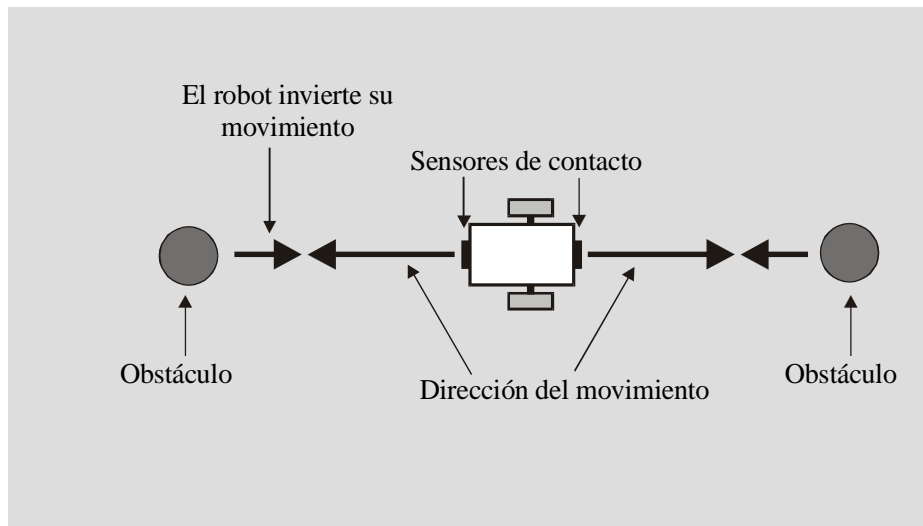 El robot invierte su
movimiento
Sensores de contacto
Obstáculo
Dirección del movimiento
Obstáculo